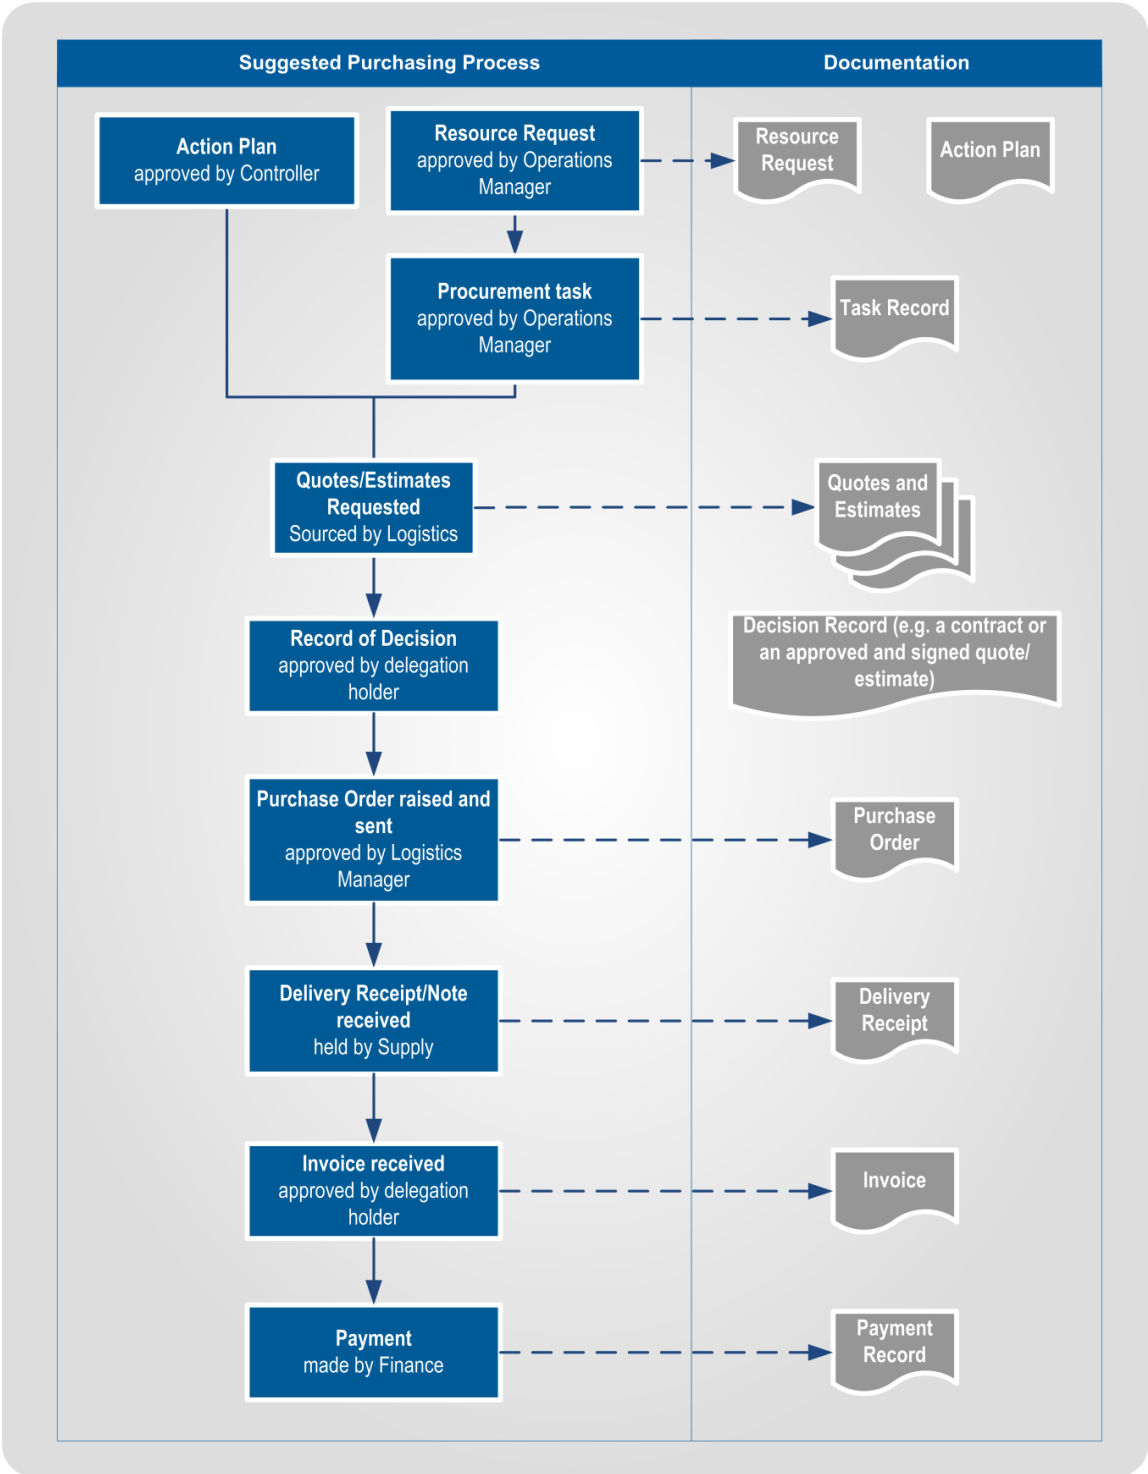 Suggested Purchasing Process
Documentation
Action Plan
approved by Controller
Resource Request
approved by Operations
Manager
Resource
Request
Action Plan
Procurement task
approved by Operations
Manager
Task Record
Quotes/Estimates
Requested
Sourced by Logistics
Quotes and
Estimates
Record of Decision
approved by delegation
holder
Decision Record (e.g. a contract or
an approved and signed quote/
estimate)
Purchase Order raised and
sent
approved by Logistics
Manager
Purchase
Order
Delivery Receipt/Note
received
held by Supply
Delivery
Receipt
Invoice received
approved by delegation
holder
Invoice
Payment
made by Finance
Payment
Record